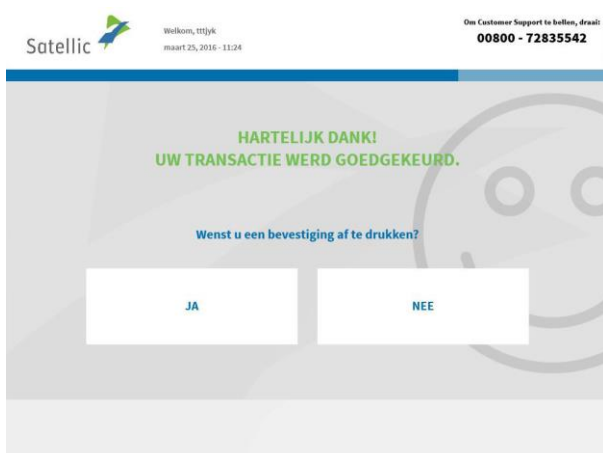 Satellic
Welkom, tttjyk
maart 25, 2016 - 11:24
Om Customer Support te bellen, draai:
00800 - 72835542
HARTELIJK DANK!
UW TRANSACTIE WERD GOEDGEKEURD.
Wenst u een bevestiging af te drukken?
JA
NEE